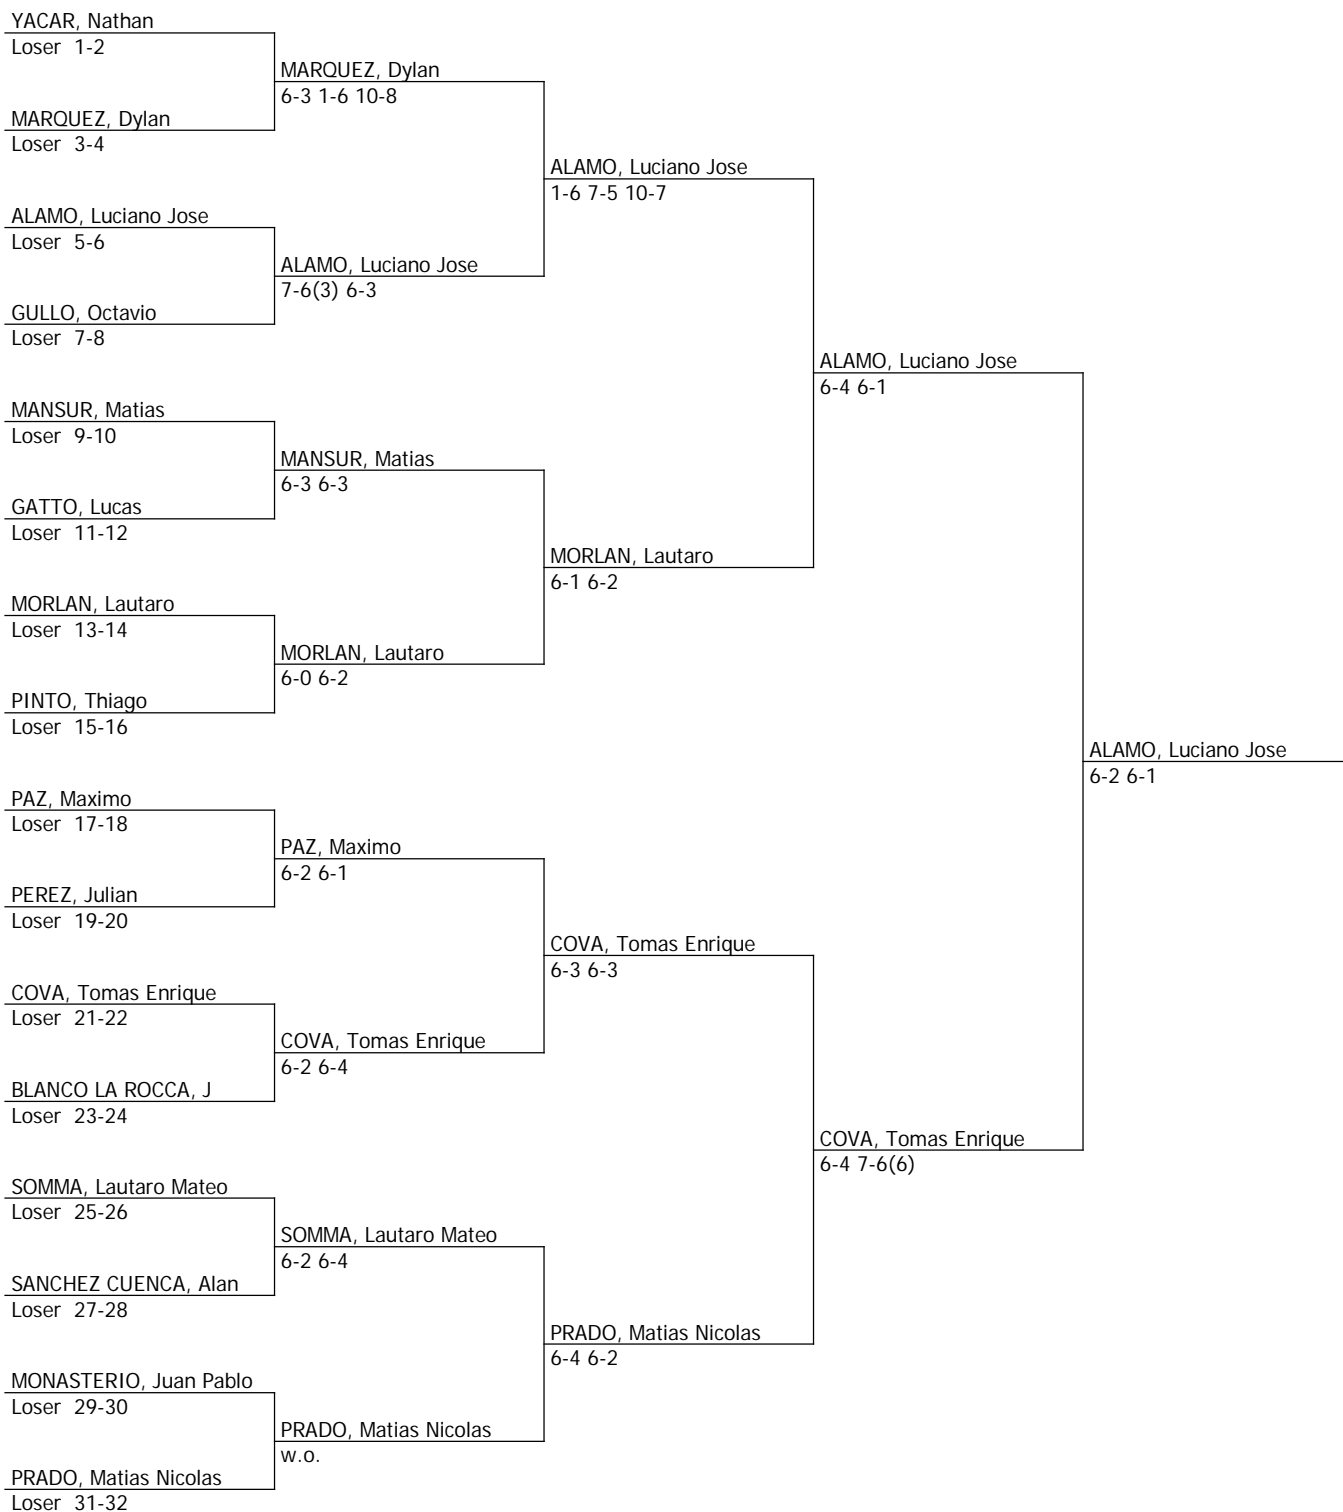 YACAR, Nathan
Loser 1-2
MARQUEZ, Dylan
6-3 1-6 10-8
MARQUEZ, Dylan
Loser 3-4
ALAMO, Luciano Jose
1-6 7-5 10-7
ALAMO, Luciano Jose
Loser 5-6
ALAMO, Luciano Jose
7-6(3) 6-3
GULLO, Octavio
Loser 7-8
ALAMO, Luciano Jose
6-4 6-1
MANSUR, Matias
Loser 9-10
MANSUR, Matias
6-3 6-3
GATTO, Lucas
Loser 11-12
MORLAN, Lautaro
6-1 6-2
MORLAN, Lautaro
Loser 13-14
MORLAN, Lautaro
6-0 6-2
PINTO, Thiago
Loser 15-16
ALAMO, Luciano Jose
6-2 6-1
PAZ, Maximo
Loser 17-18
PAZ, Maximo
6-2 6-1
PEREZ, Julian
Loser 19-20
COVA, Tomas Enrique
6-3 6-3
COVA, Tomas Enrique
Loser 21-22
COVA, Tomas Enrique
6-2 6-4
BLANCO LA ROCCA, J
Loser 23-24
COVA, Tomas Enrique
6-4 7-6(6)
SOMMA, Lautaro Mateo
Loser 25-26
SOMMA, Lautaro Mateo
6-2 6-4
SANCHEZ CUENCA, Alan
Loser 27-28
PRADO, Matias Nicolas
6-4 6-2
MONASTERIO, Juan Pablo
Loser 29-30
PRADO, Matias Nicolas
w.o.
PRADO, Matias Nicolas
Loser 31-32